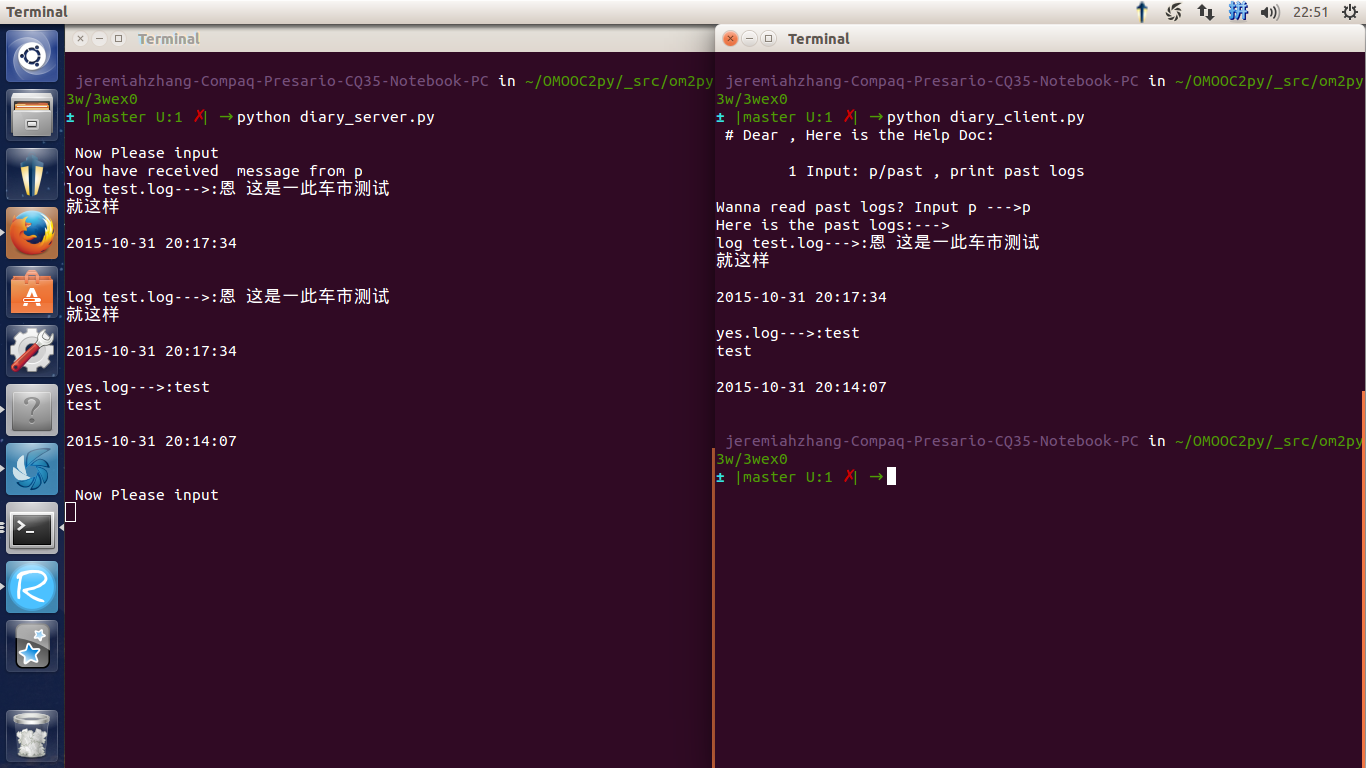 Terminal
22:51
Terminal
jeremiahzhang-Compaq-Presario-CQ35-Notebook-PC in ~/OMOOC2py/_src/om2py
3w/3wex0
± |master U:1 ✗| →python diary_server.py
Now Please input
You have received  message from p
log test.log--->:恩 这是一此车市测试
就这样
2015-10-31 20:17:34
log test.log--->:恩 这是一此车市测试
就这样
2015-10-31 20:17:34
yes.log--->:test
test
2015-10-31 20:14:07
Now Please input
Terminal
jeremiahzhang-Compaq-Presario-CQ35-Notebook-PC in ~/OMOOC2py/_src/om2py
3w/3wex0
± |master U:1 ✗| →python diary_client.py
# Dear , Here is the Help Doc:
1 Input: p/past , print past logs
Wanna read past logs? Input p --->p
Here is the past logs:--->
log test.log--->:恩 这是一此车市测试
就这样
2015-10-31 20:17:34
yes.log--->:test
test
2015-10-31 20:14:07
jeremiahzhang-Compaq-Presario-CQ35-Notebook-PC in ~/OMOOC2py/_src/om2py
3w/3wex0
± |master U:1 ✗| →